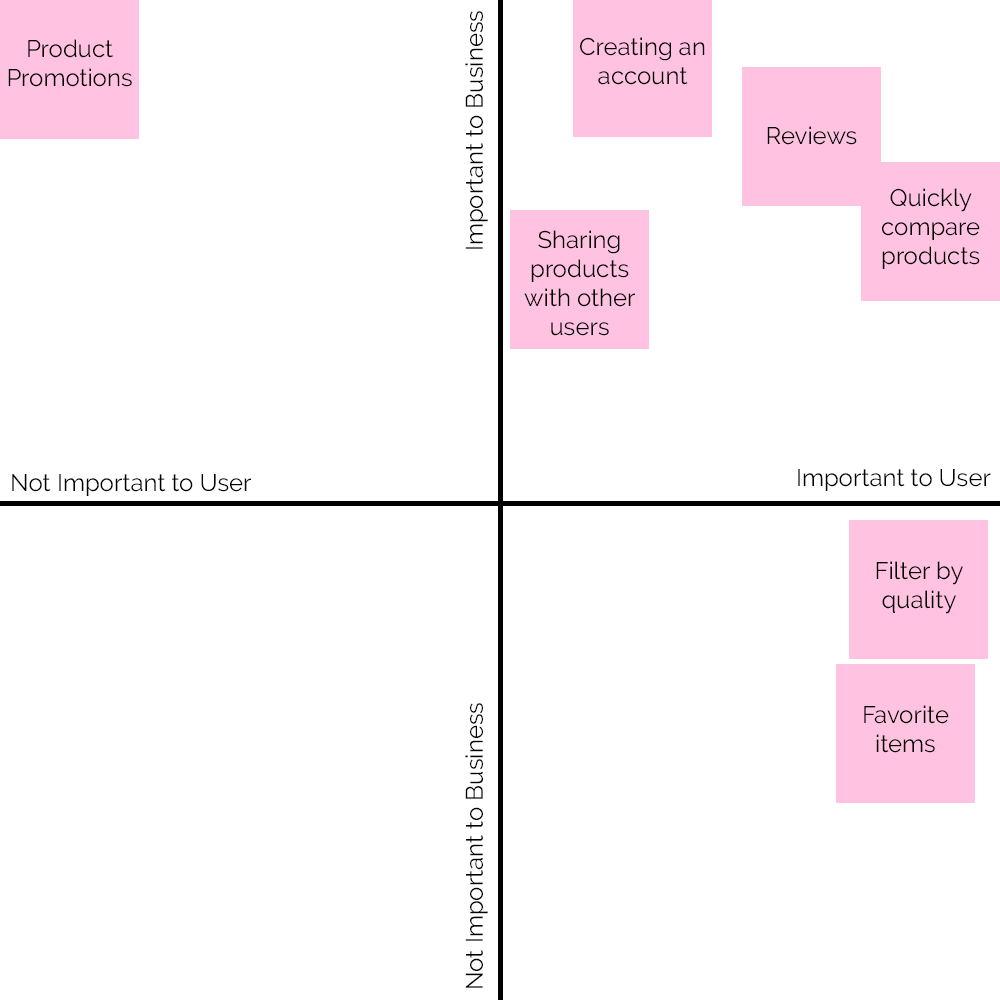 Product
Promotions
Important to Business
Creating an
account
Reviews
Quickly
compare
products
Sharing
products
with other
users
Not Important to User
Important to User
Filter by
quality
Favorite
items
Not Important to Business